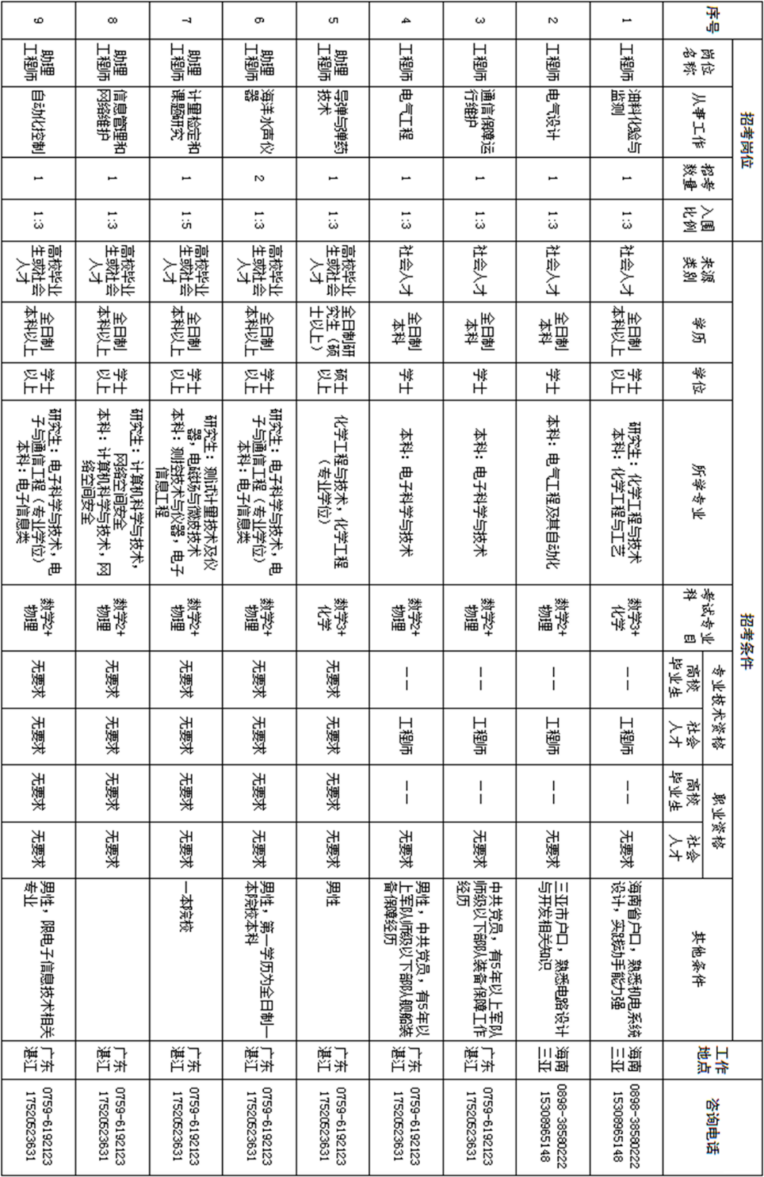 招考岗位 招考条件
序号 岗位名称 从事工作 招考数量 入围比例 来源类别 学历 学位 所学专业 考试专业科目 专业技术资格 职业资格 其他条件 工作地点 咨询电话
高校毕业生 社会人才 高校毕业生 社会人才
1 工程师 油料化验与监测 1 1:3 社会人才 全日制本科以上 学士以上 研究生：化学工程与技术 本科：化学工程与工艺 数学3+化学 -- 工程师 -- 无要求 海南省户口，熟悉机电系统设计，实践动手能力强 海南三亚 0898-38580222 15308965148
2 工程师 电气设计 1 1:3 社会人才 全日制本科 学士 本科：电气工程及其自动化 数学2+物理 -- 工程师 -- 无要求 三亚市户口，熟悉电路设计与开发相关知识 海南三亚 0898-38580222 15308965148
3 工程师 通信保障运行维护 1 1:3 社会人才 全日制本科 学士 本科：电子科学与技术 数学2+物理 -- 工程师 -- 无要求 中共党员，有5年以上军队师级以下部队装备保障工作经历 广东湛江 0759-6192123 17520523631
4 工程师 电气工程 1 1:3 社会人才 全日制本科 学士 本科：电子科学与技术 数学2+物理 -- 工程师 -- 无要求 男性，中共党员，有5年以上军队师级以下部队舰船装备保障经历 广东湛江 0759-6192123 17520523631
5 助理工程师 导弹与弹药技术 1 1:3 高校毕业生或社会人才 全日制研究生（硕士以上） 硕士以上 化学工程与技术，化学工程（专业学位） 数学3+化学 无要求 无要求 无要求 无要求 男性 广东湛江 0759-6192123 17520523631
6 助理工程师 海洋水声仪器 2 1:3 高校毕业生或社会人才 全日制本科以上 学士以上 研究生：电子科学与技术，电子与通信工程（专业学位） 本科：电子信息类 数学2+物理 无要求 无要求 无要求 无要求 男性，第一学历为全日制一本院校本科 广东湛江 0759-6192123 17520523631
7 助理工程师 计量检定和课题研究 1 1:5 高校毕业生或社会人才 全日制本科以上 学士以上 研究生：测试计量技术及仪器，电磁场与微波技术 本科：测控技术与仪器，电子信息工程 数学2+物理 无要求 无要求 无要求 无要求 一本院校 广东湛江 0759-6192123 17520523631
8 助理工程师 信息管理和网络维护 1 1:3 高校毕业生或社会人才 全日制本科以上 学士以上 研究生：计算机科学与技术，网络空间安全 本科：计算机科学与技术，网络空间安全 数学2+物理 无要求 无要求 无要求 无要求 广东湛江 0759-6192123 17520523631
9 助理工程师 自动化控制 1 1:3 高校毕业生或社会人才 全日制本科以上 学士以上 研究生：电子科学与技术，电子与通信工程（专业学位） 本科：电子信息类 数学2+物理 无要求 无要求 无要求 无要求 男性，限电子信息技术相关专业 广东湛江 0759-6192123 17520523631